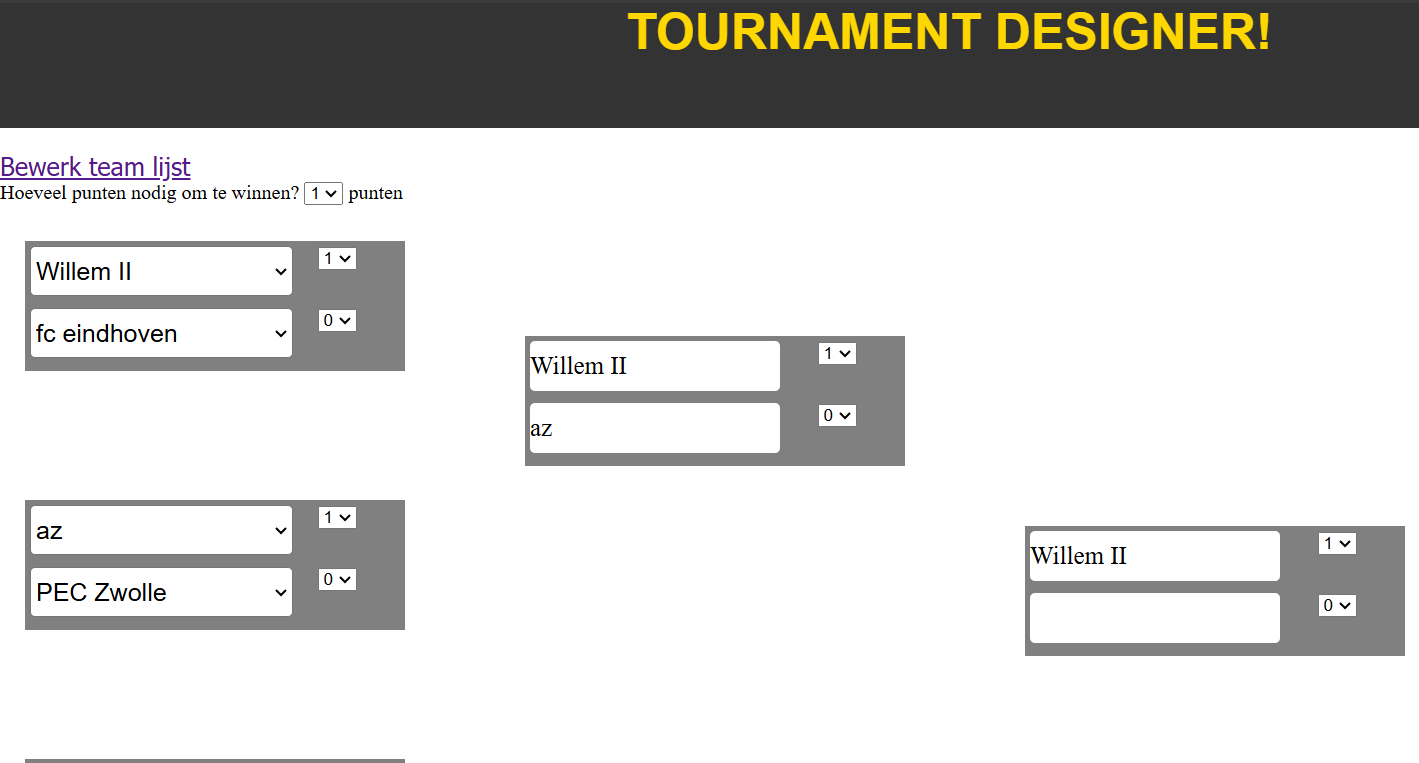 TOURNAMENT DESIGNER!
Bewerk team lijst
Hoeveel punten nodig om te winnen? 1 punten
Willem II 1
fc eindhoven 0
Willem II 1
az 0
az 1
PEC Zwolle 0
Willem II 1
0